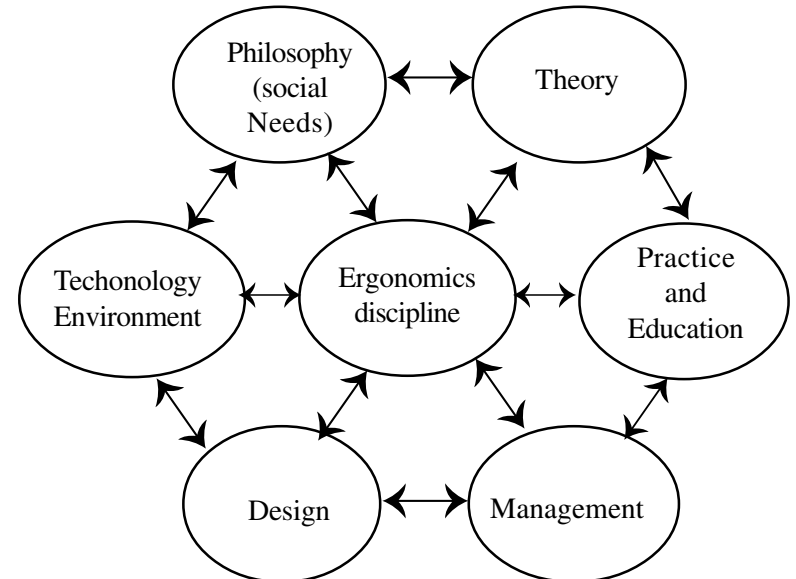 Philosophy
(social
Needs)
Theory
Techonology
Environment
Ergonomics
discipline
Practice
and
Education
Design
Management